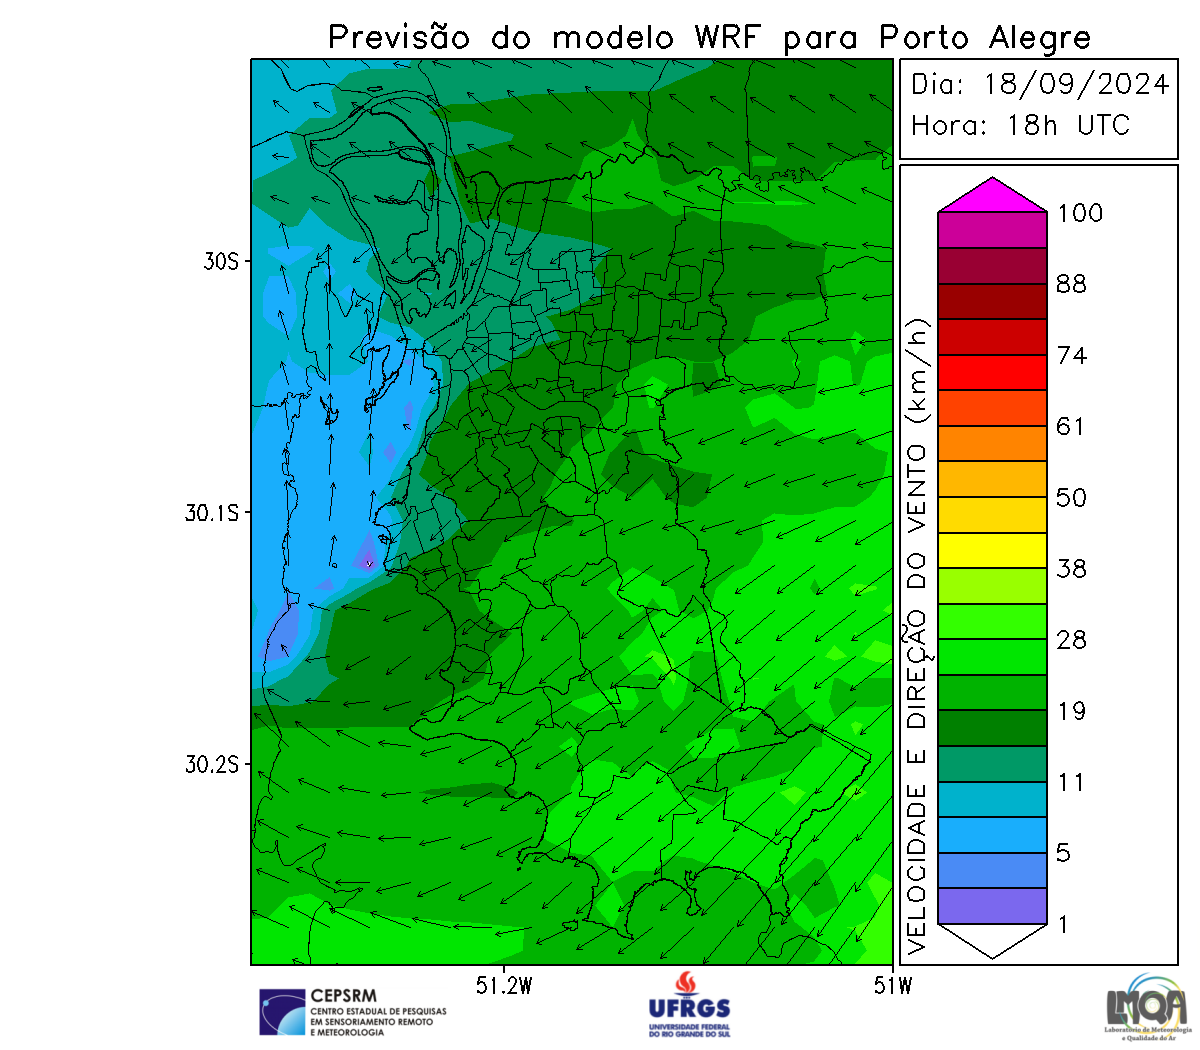 Previsão do modelo WRF para Porto Alegre
Dia: 18/09/2024
Hora: 18h UTC
VELOCIDADE E DIREÇÃO DO VENTO (km/h)
100
88
74
61
50
38
28
19
11
5
1
30S
30.1S
30.2S
51.2W
51W
CEPSRM
CENTRO ESTADUAL DE PESQUISAS
EM SENSORIAMENTO REMOTO
E METEOROLOGIA
UFRGS
UNIVERSIDADE FEDERAL
DO RIO GRANDE DO SUL
LMQA
Laboratório de Meteorologia
e Qualidade do Ar